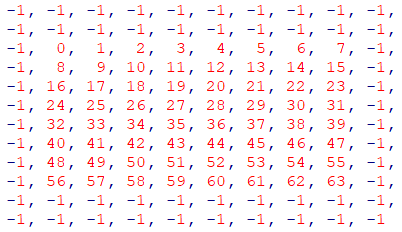 -1, -1, -1, -1, -1, -1, -1, -1, -1, -1,
-1, -1, -1, -1, -1, -1, -1, -1, -1, -1,
-1, 0, 1, 2, 3, 4, 5, 6, 7, -1,
-1, 8, 9, 10, 11, 12, 13, 14, 15, -1,
-1, 16, 17, 18, 19, 20, 21, 22, 23, -1,
-1, 24, 25, 26, 27, 28, 29, 30, 31, -1,
-1, 32, 33, 34, 35, 36, 37, 38, 39, -1,
-1, 40, 41, 42, 43, 44, 45, 46, 47, -1,
-1, 48, 49, 50, 51, 52, 53, 54, 55, -1,
-1, 56, 57, 58, 59, 60, 61, 62, 63, -1,
-1, -1, -1, -1, -1, -1, -1, -1, -1, -1,
-1, -1, -1, -1, -1, -1, -1, -1, -1, -1